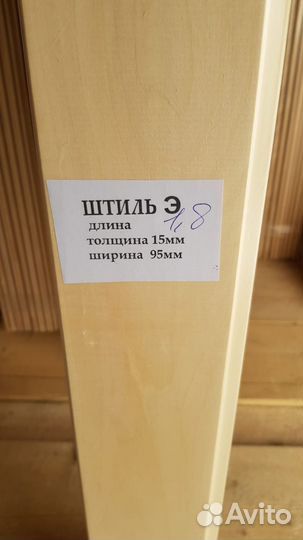 ШТИЛЬ Э
длина 1,8
толщина 15мм
ширина 95мм
Avito